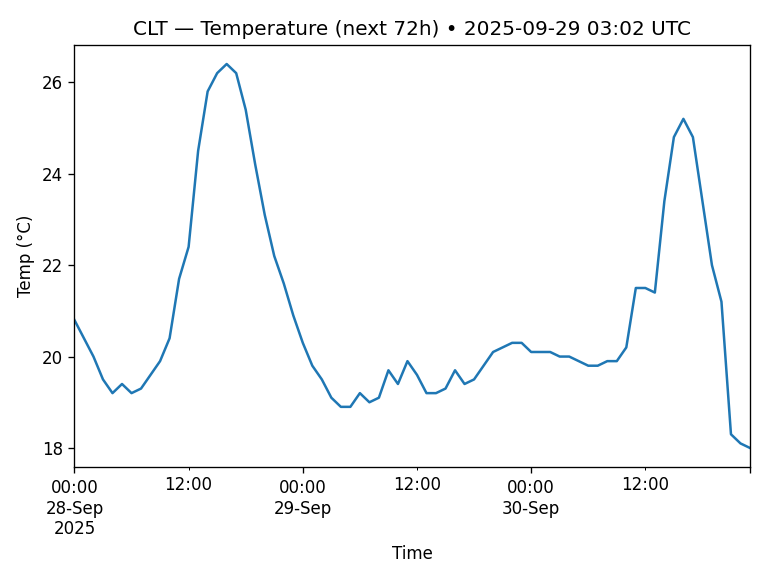 CLT — Temperature (next 72h) • 2025-09-29 03:02 UTC
26
24
22
20
18
Temp (°C)
00:00 12:00 00:00 12:00 00:00 12:00
28-Sep 29-Sep 30-Sep
2025
Time